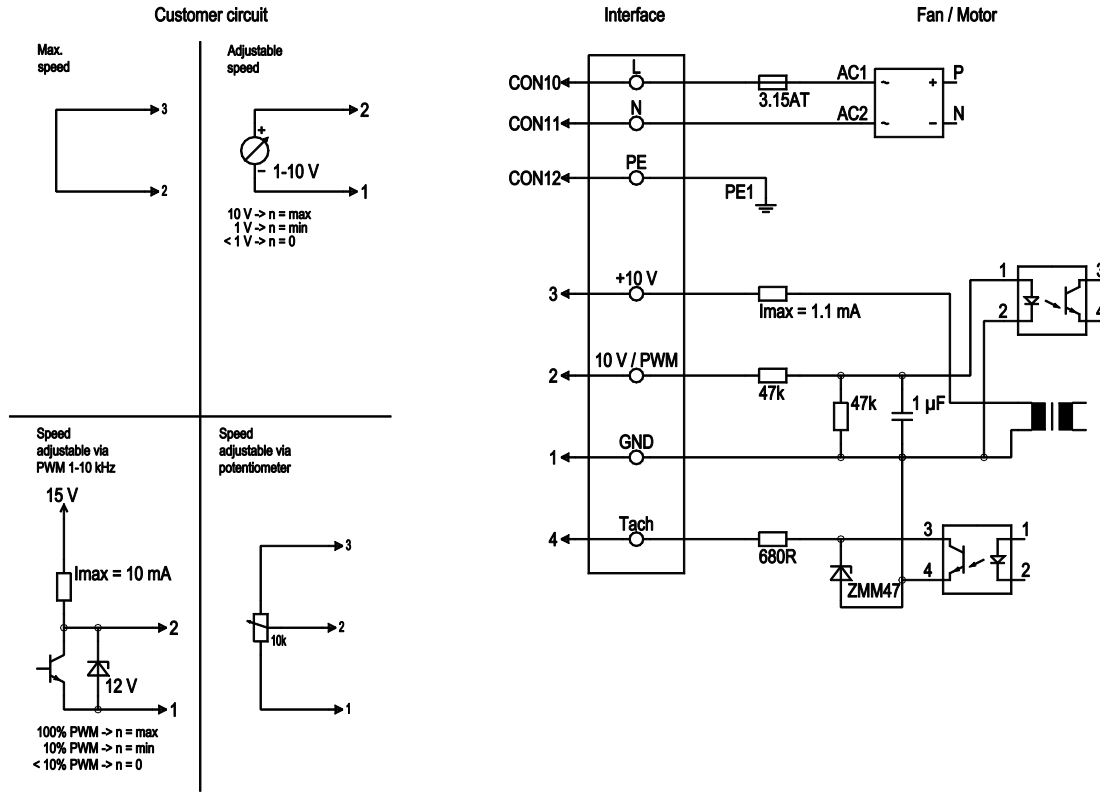 Customer circuit
Interface
Fan / Motor
Max.
speed
3
2
Adjustable
speed
2
+
−
1-10 V
1
10 V -> n = max
1 V -> n = min
< 1 V -> n = 0
Speed
adjustable via
PWM 1-10 kHz
15 V
Imax = 10 mA
2
12 V
1
100% PWM -> n = max
10% PWM -> n = min
< 10% PWM -> n = 0
Speed
adjustable via
potentiometer
3
2
10k
1
L
CON10
3.15AT
AC1
~
+
P
N
CON11
AC2
~
−
N
PE
CON12
PE1
+10 V
3
Imax = 1.1 mA
1
2
3
4
10 V / PWM
2
47k
47k
1 µF
GND
1
Tach
4
680R
ZMM47
3
4
1
2